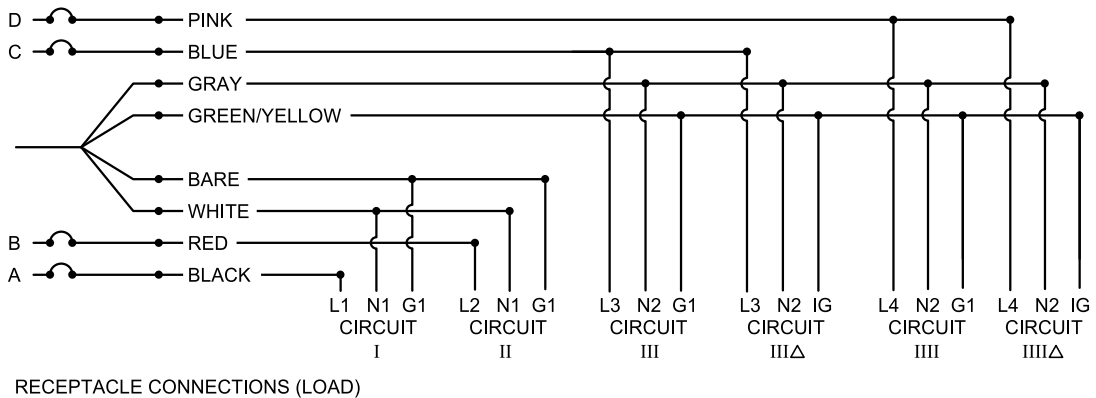 D PINK
C BLUE
GRAY
GREEN/YELLOW
BARE
WHITE
B RED
A BLACK
L1 N1 G1 L2 N1 G1 L3 N2 G1 L3 N2 IG L4 N2 G1 L4 N2 IG
CIRCUIT CIRCUIT CIRCUIT CIRCUIT CIRCUIT CIRCUIT
I II III III△ IIII IIII△
RECEPTACLE CONNECTIONS (LOAD)